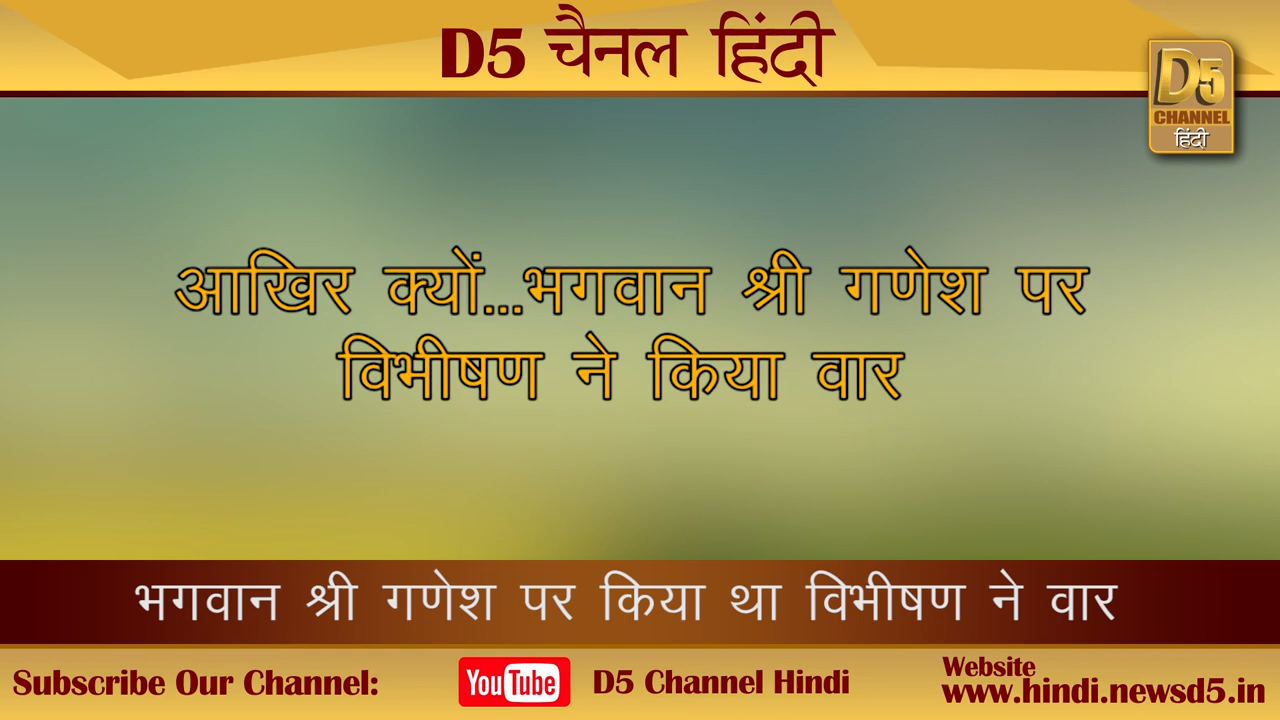 D5 चैनल हिंदी
D5
CHANNEL
हिंदी
आखिर क्यों...भगवान श्री गणेश पर
विभीषण ने किया वार
भगवान श्री गणेश पर किया था विभीषण ने वार
Subscribe Our Channel:
YouTube
D5 Channel Hindi
Website
www.hindi.newsd5.in